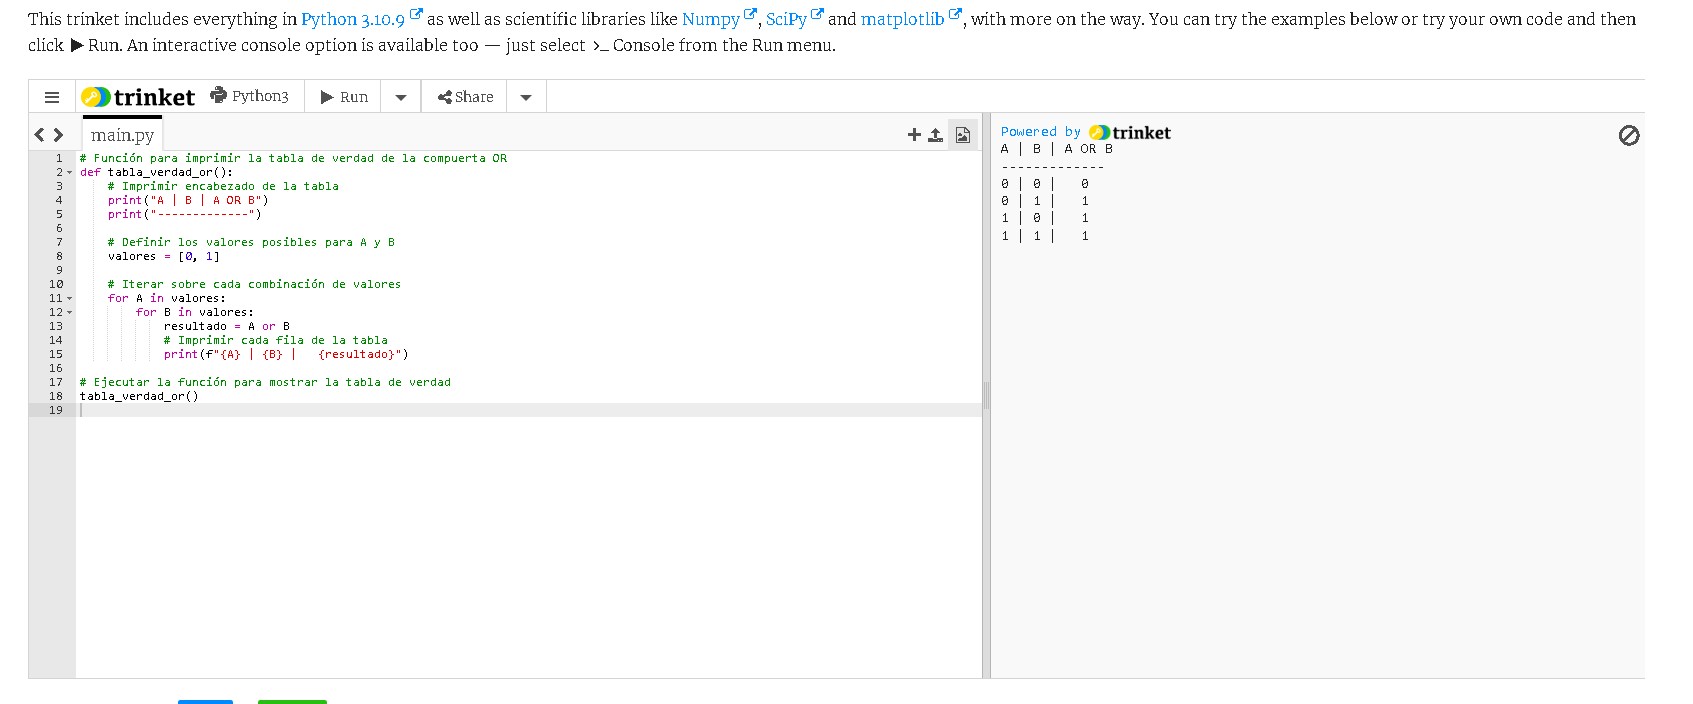 This trinket includes everything in Python 3.10.9 as well as scientific libraries like Numpy, SciPy and matplotlib, with more on the way. You can try the examples below or try your own code and then
click ▶ Run. An interactive console option is available too — just select >_ Console from the Run menu.
trinket Python3 Run Share
main.py
1 # Función para imprimir la tabla de verdad de la compuerta OR
2 def tabla_verdad_or():
3     # Imprimir encabezado de la tabla
4     print("A | B | A OR B")
5     print("-------------")
6
7     # Definir los valores posibles para A y B
8     valores = [0, 1]
9
10     # Iterar sobre cada combinación de valores
11     for A in valores:
12         for B in valores:
13             resultado = A or B
14             # Imprimir cada fila de la tabla
15             print(f"{A} | {B} |   {resultado}")
16
17 # Ejecutar la función para mostrar la tabla de verdad
18 tabla_verdad_or()
19
Powered by trinket
A | B | A OR B
-------------
0 | 0 |   0
0 | 1 |   1
1 | 0 |   1
1 | 1 |   1